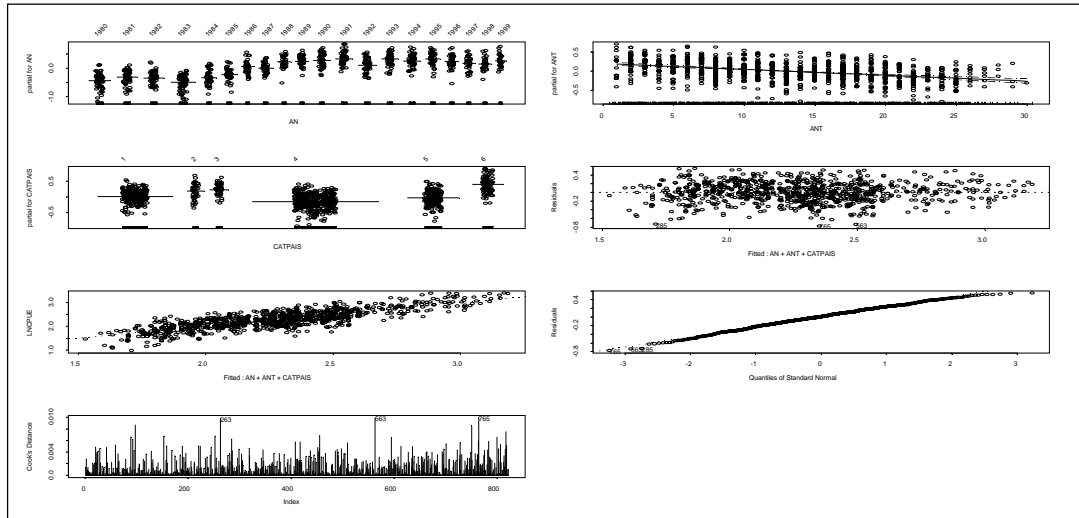 1980 1981 1982 1983 1984 1985 1986 1987 1988 1989 1990 1991 1992 1993 1994 1995 1996 1997 1998 1999
partial for AN
-1.0 0.0
AN
partial for ANT
-0.5 0.0 0.5
0 5 10 15 20 25 30
ANT
1 2 3 4 5 6
partial for CATPAIS
-0.5 0.5
CATPAIS
Residuals
-0.8 -0.2 0.4
285 765 563
1.5 2.0 2.5 3.0
Fitted : AN + ANT + CATPAIS
LNCPUE
1.0 2.0 3.0
1.5 2.0 2.5 3.0
Fitted : AN + ANT + CATPAIS
Residuals
-0.8 -0.2 0.4
285
-3 -2 -1 0 1 2 3
Quantiles of Standard Normal
Cook's Distance
0.0 0.004 0.010
263 563 765
0 200 400 600 800
Index